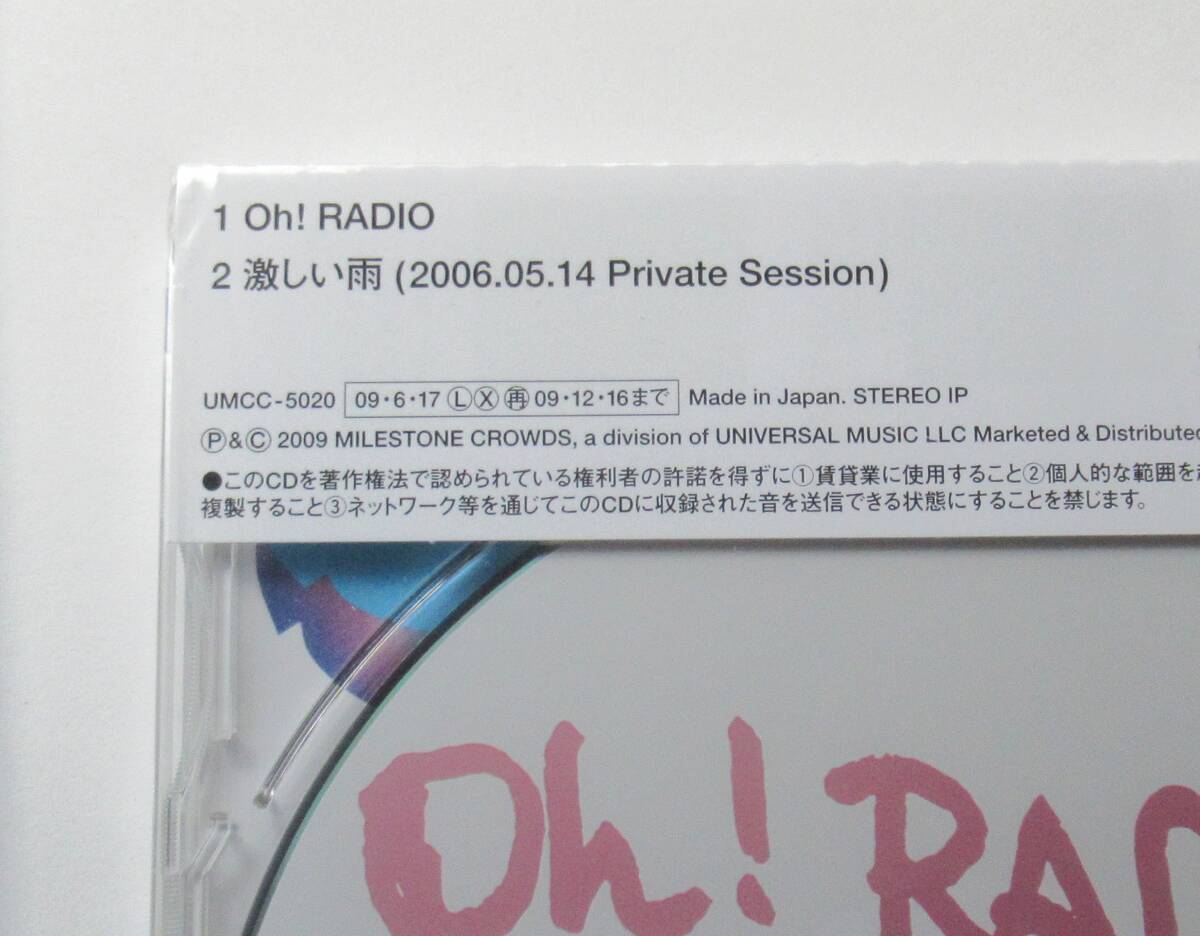 1 Oh! RADIO
2 激しい雨 (2006.05.14 Private Session)
UMCC-5020 09・6・17 Ⓛ Ⓧ ㊢ 09・12・16まで Made in Japan. STEREO IP
Ⓟ&Ⓒ 2009 MILESTONE CROWDS, a division of UNIVERSAL MUSIC LLC Marketed & Distributed
●このCDを著作権法で認められている権利者の許諾を得ずに①賃貸業に使用すること②個人的な範囲を
複製すること③ネットワーク等を通じてこのCDに収録された音を送信できる状態にすることを禁じます。
Oh! RAD